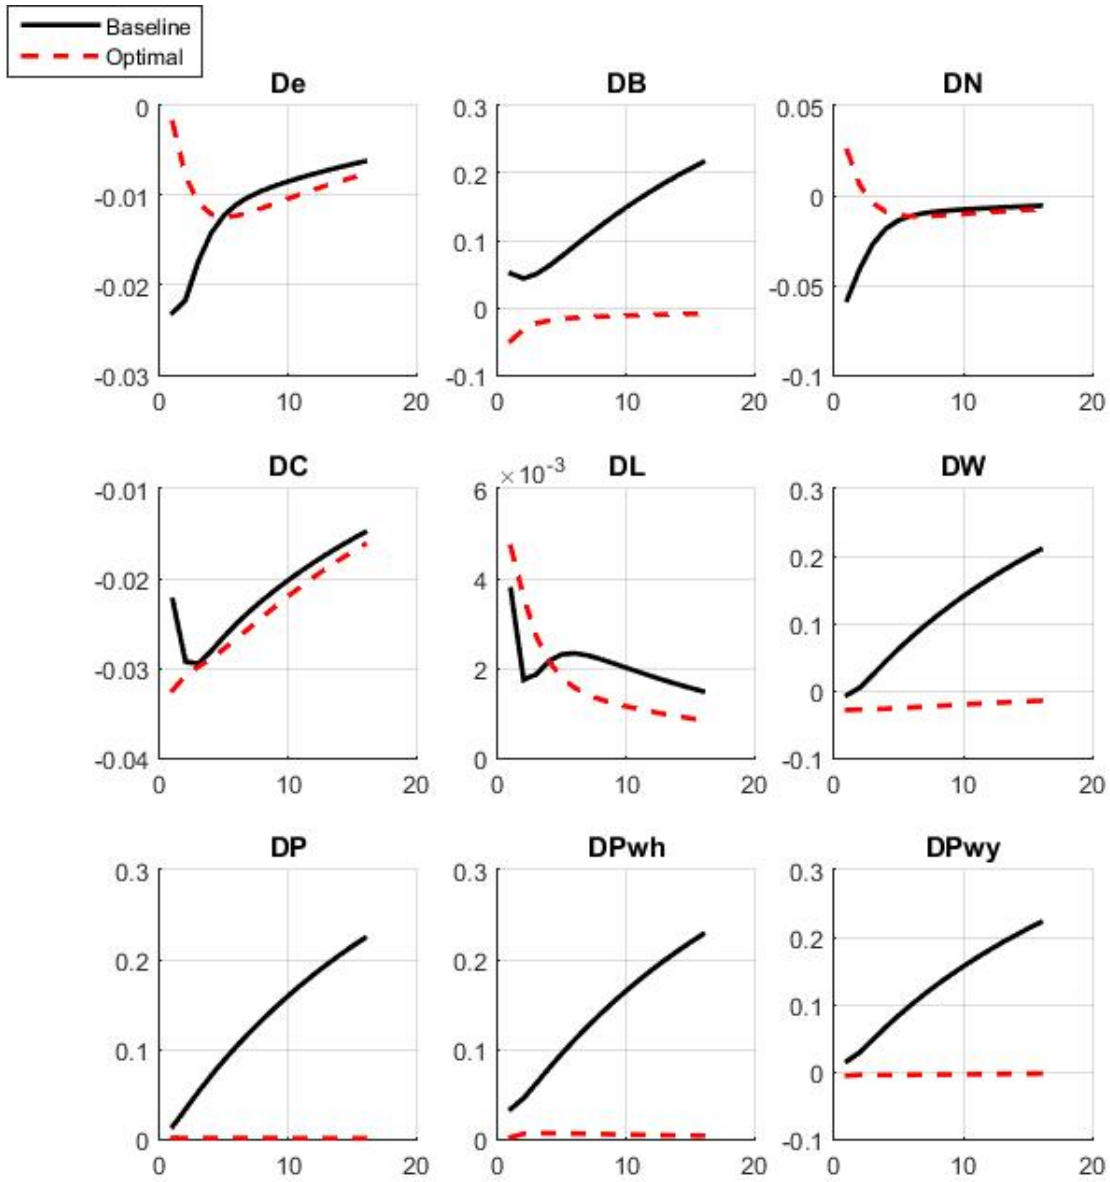 Baseline
Optimal
De DB DN
0 0.3 0.05
-0.01 0.2 0
0.1
-0.02 0 -0.05
-0.03 -0.1 -0.1
0 10 20 0 10 20 0 10 20
DC ×10⁻³ DL DW
-0.01 6 0.3
-0.02 4 0.2
0.1
-0.03 2 0
-0.04 0 -0.1
0 10 20 0 10 20 0 10 20
DP DPwh DPwy
0.3 0.3 0.3
0.2 0.2 0.2
0.1 0.1 0.1
0
0 0 -0.1
0 10 20 0 10 20 0 10 20